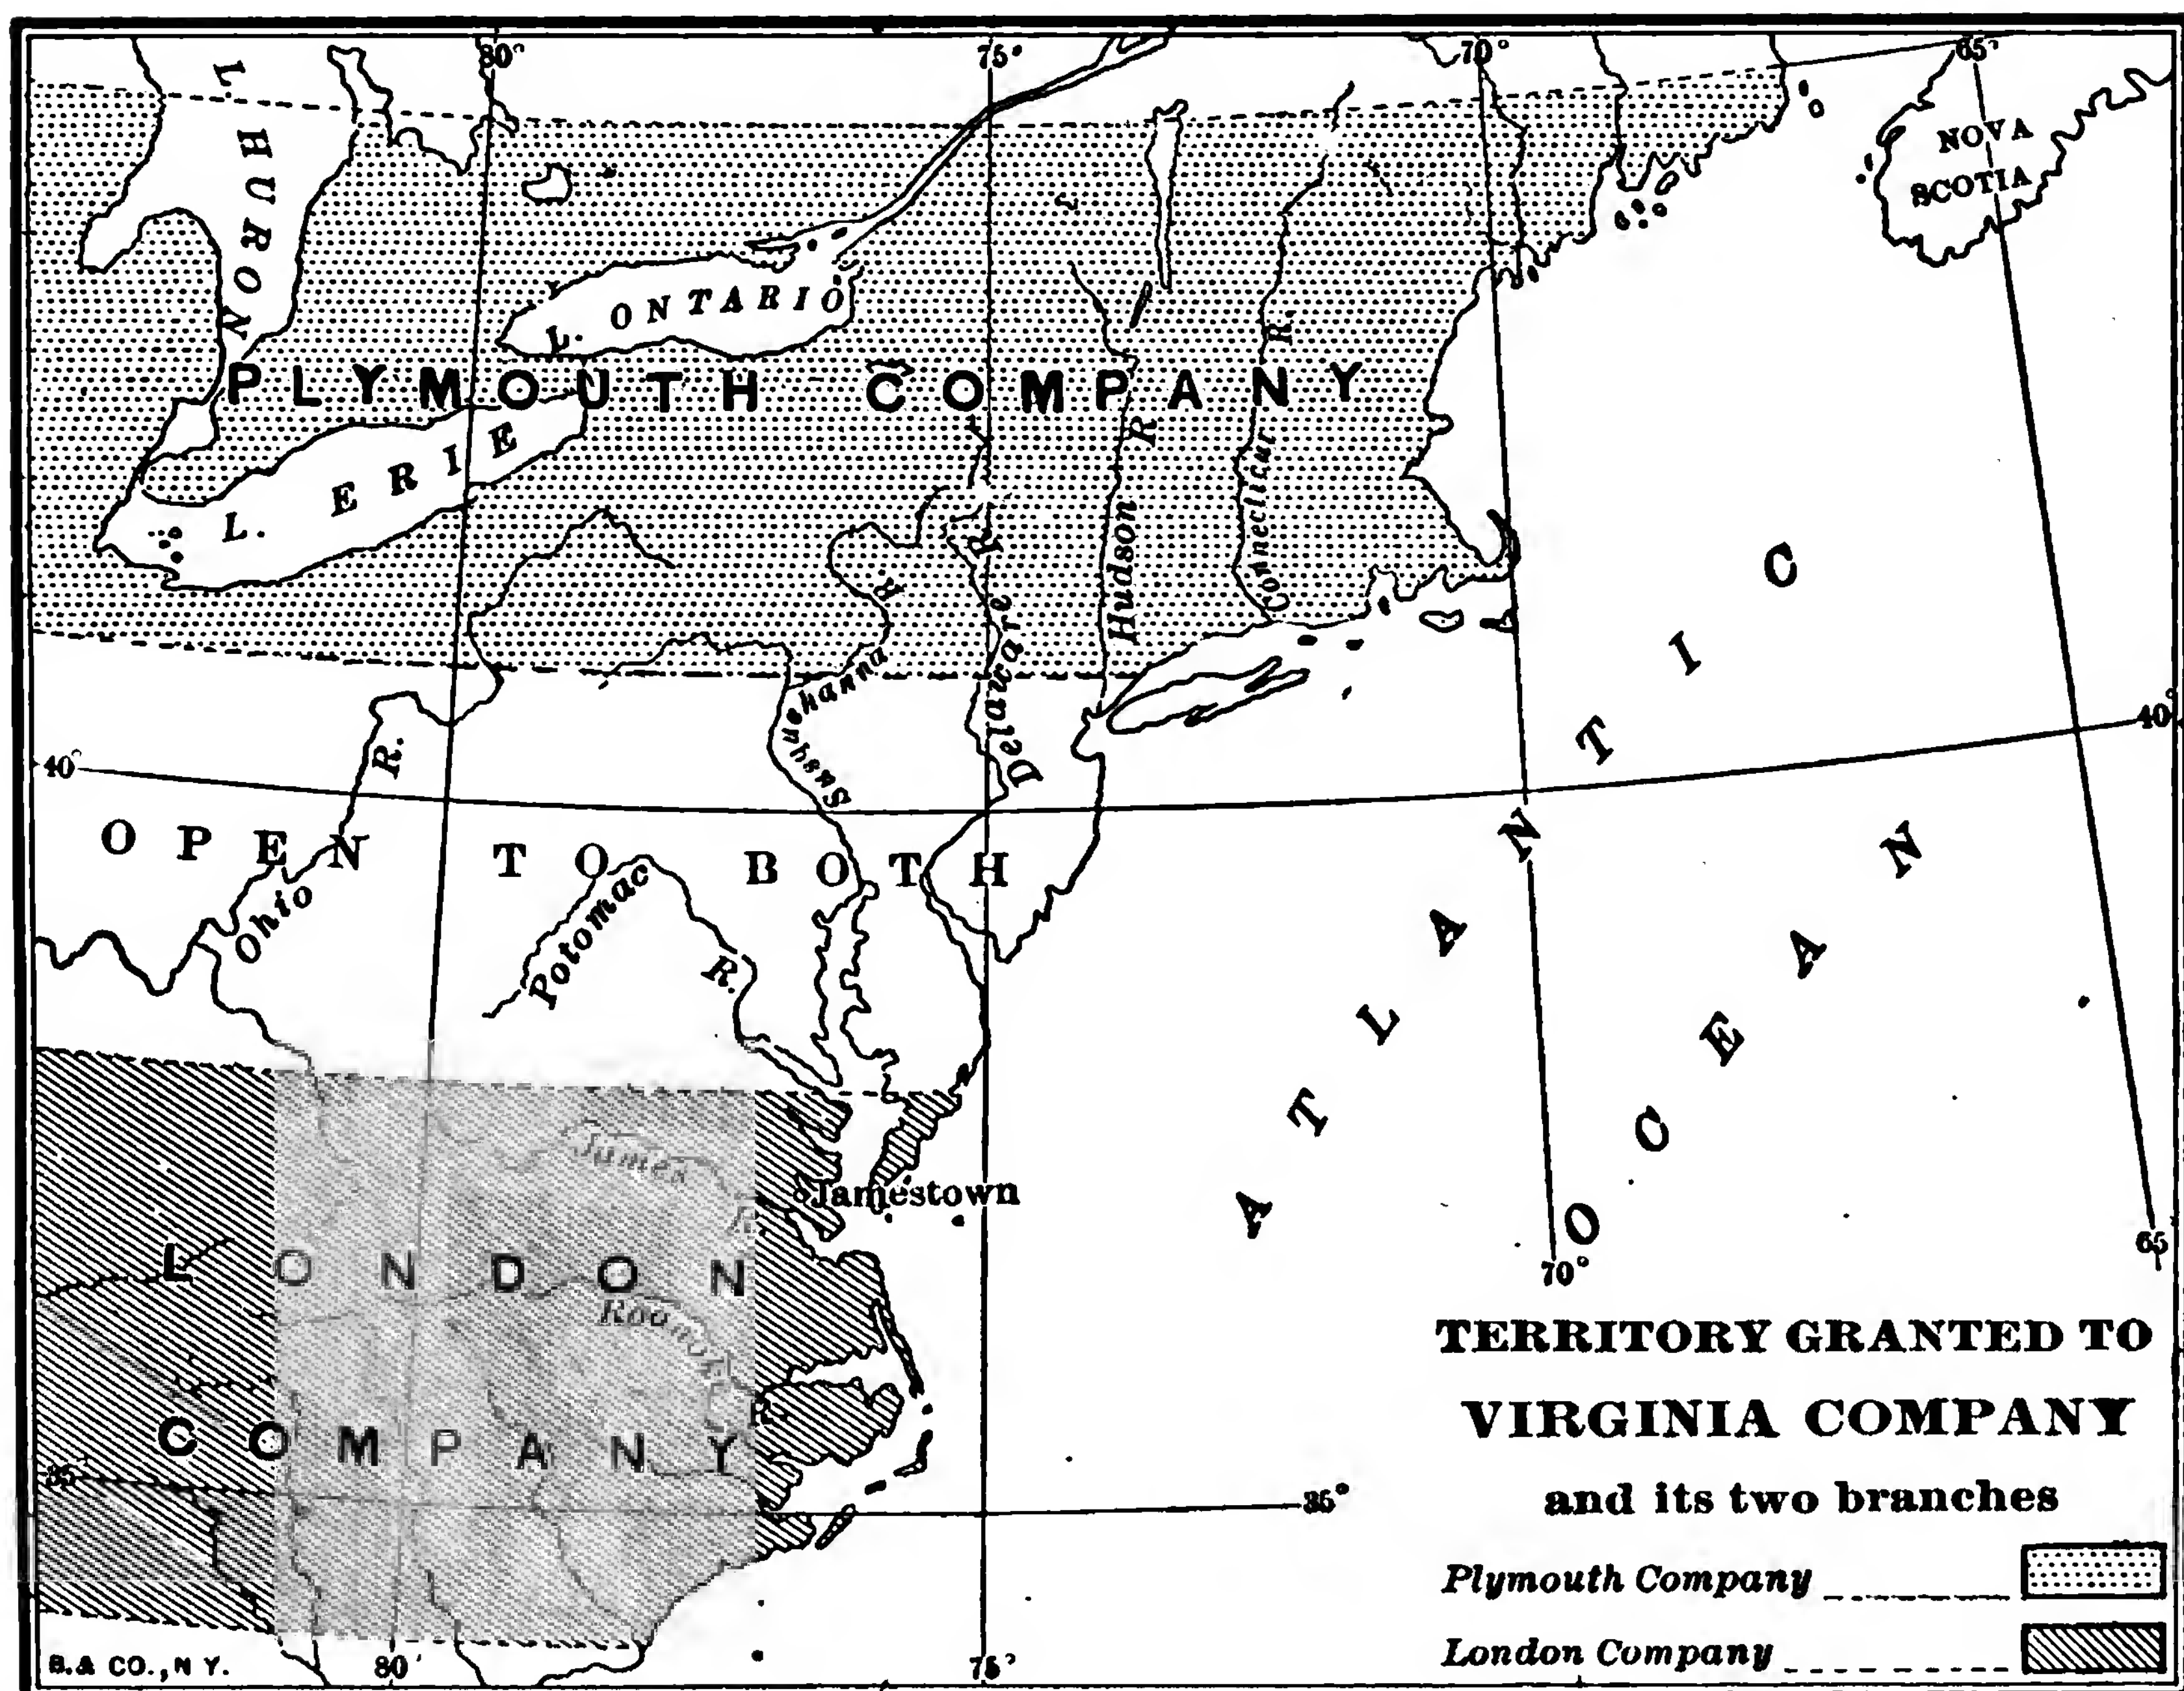 80°
75°
70°
65°
L. HURON
NOVA
SCOTIA
L. ONTARIO
R.
PLYMOUTH COMPANY
L. ERIE
Hudson R
Connecticut
Susquehanna R.
Delaware R.
40°
40°
OPEN TO BOTH
Ohio R.
Potomac R.
ATLANTIC
OCEAN
James R.
Jamestown
LONDON
Roanoke R.
COMPANY
35°
35°
70°
65
TERRITORY GRANTED TO
VIRGINIA COMPANY
and its two branches
Plymouth Company
London Company
B.& CO., N Y.
80
75°